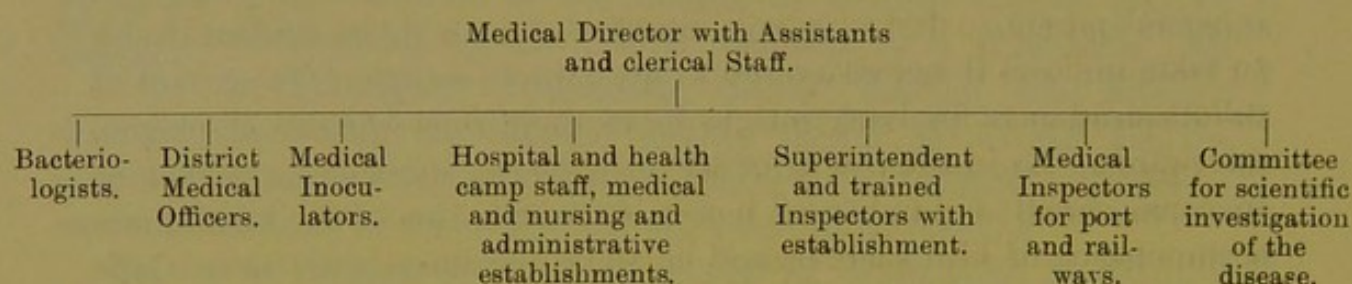 Medical Director with Assistants
and clerical Staff.
Bacterio-
logists.
District
Medical
Officers.
Medical
Inocu-
lators.
Hospital and health
camp staff, medical
and nursing and
administrative
establishments.
Superintendent
and trained
Inspectors with
establishment.
Medical
Inspectors
for port
and rail-
ways.
Committee
for scientific
investigation
of the
disease.